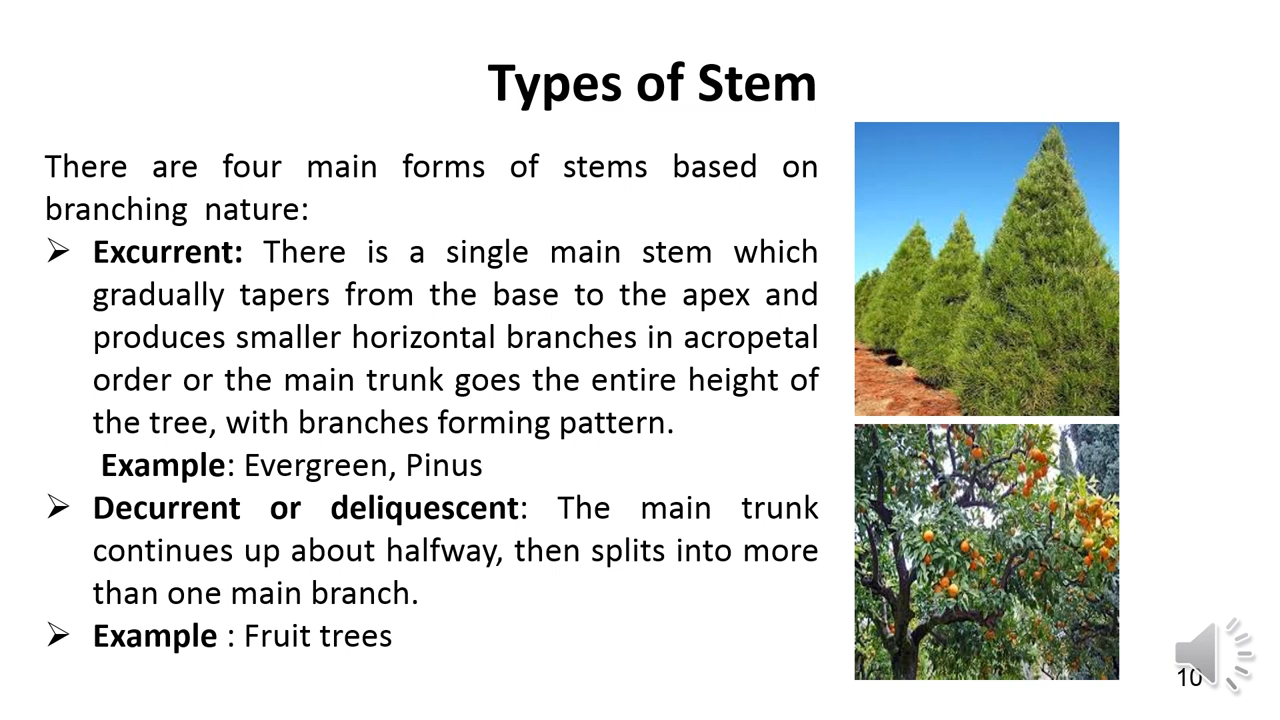 Types of Stem
There are four main forms of stems based on
branching nature:
➢ Excurrent: There is a single main stem which
gradually tapers from the base to the apex and
produces smaller horizontal branches in acropetal
order or the main trunk goes the entire height of
the tree, with branches forming pattern.
Example: Evergreen, Pinus
➢ Decurrent or deliquescent: The main trunk
continues up about halfway, then splits into more
than one main branch.
➢ Example : Fruit trees
10